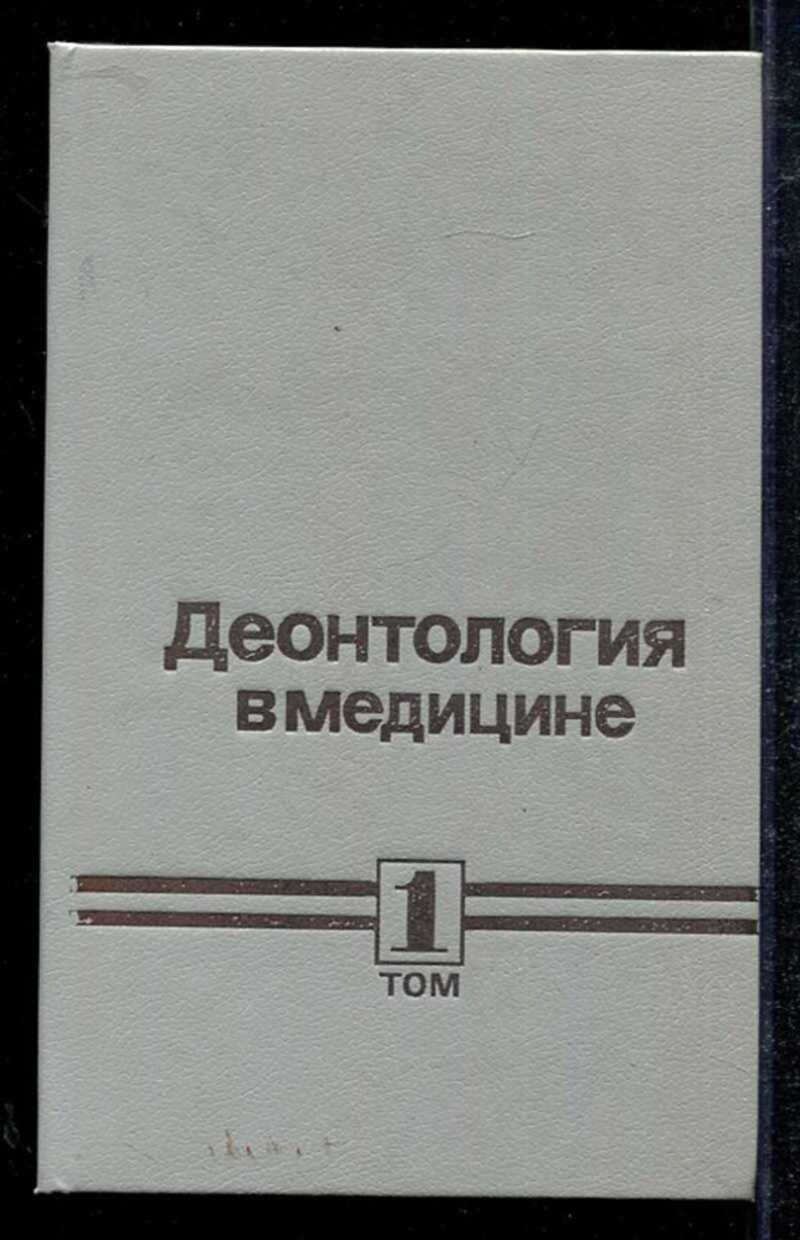 Деонтология
в медицине
1
ТОМ